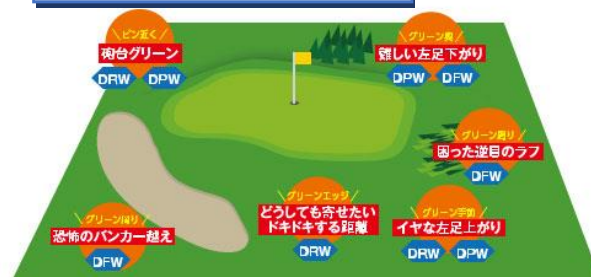 ピン近く
砲台グリーン
DRW DPW
グリーン奥
難しい左足下がり
DPW DFW
グリーン周り
困った逆目のラフ
DFW
グリーンエッジ
どうしても寄せたい
ドキドキする距離
DRW
グリーン手前
イヤな左足上がり
DRW DPW
グリーン周り
恐怖のバンカー越え
DFW